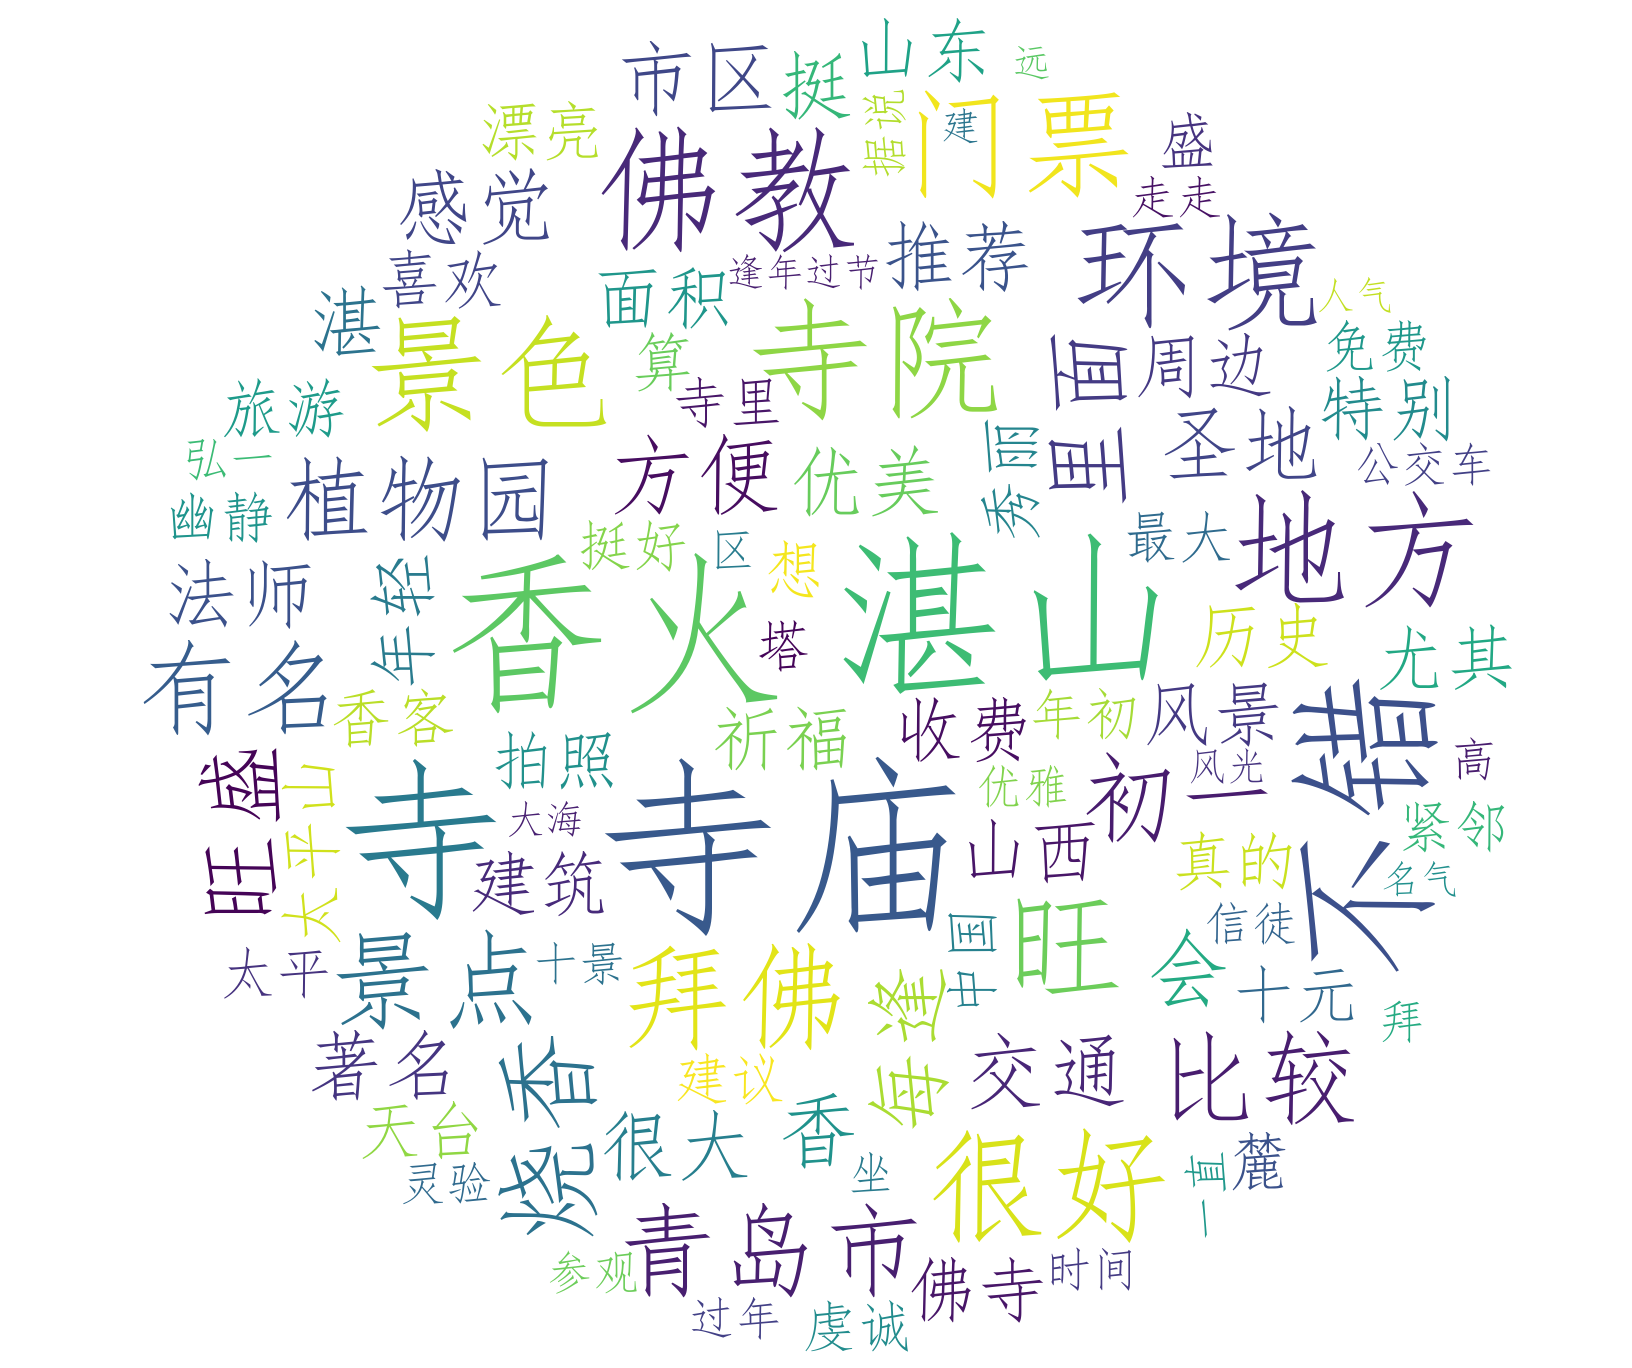 山东
远
市区
挺
据说
门票
建
漂亮
佛教
盛
走走
感觉
推荐
环境
喜欢
面积
逢年过节
人气
湛
景色
算
寺院
里面
周边
免费
旅游
寺里
特别
弘一
方便
优美
秀丽
圣地
公交车
幽静
植物园
挺好
区
想
最大
地方
法师
年轻
香火
塔
湛山
历史
尤其
有名
香客
祈福
收费
年初
风景
不错
旺盛
太平山
拍照
大海
寺
寺庙
优雅
初一
风光
高
紧邻
建筑
山西
真的
名气
太平
景点
十景
拜佛
每逢
中国
旺
会
信徒
十元
拜
著名
烧香
建议
交通
比较
天台
很大
香
很好
一直
麓
灵验
坐
青岛市
参观
佛寺
时间
过年
虔诚